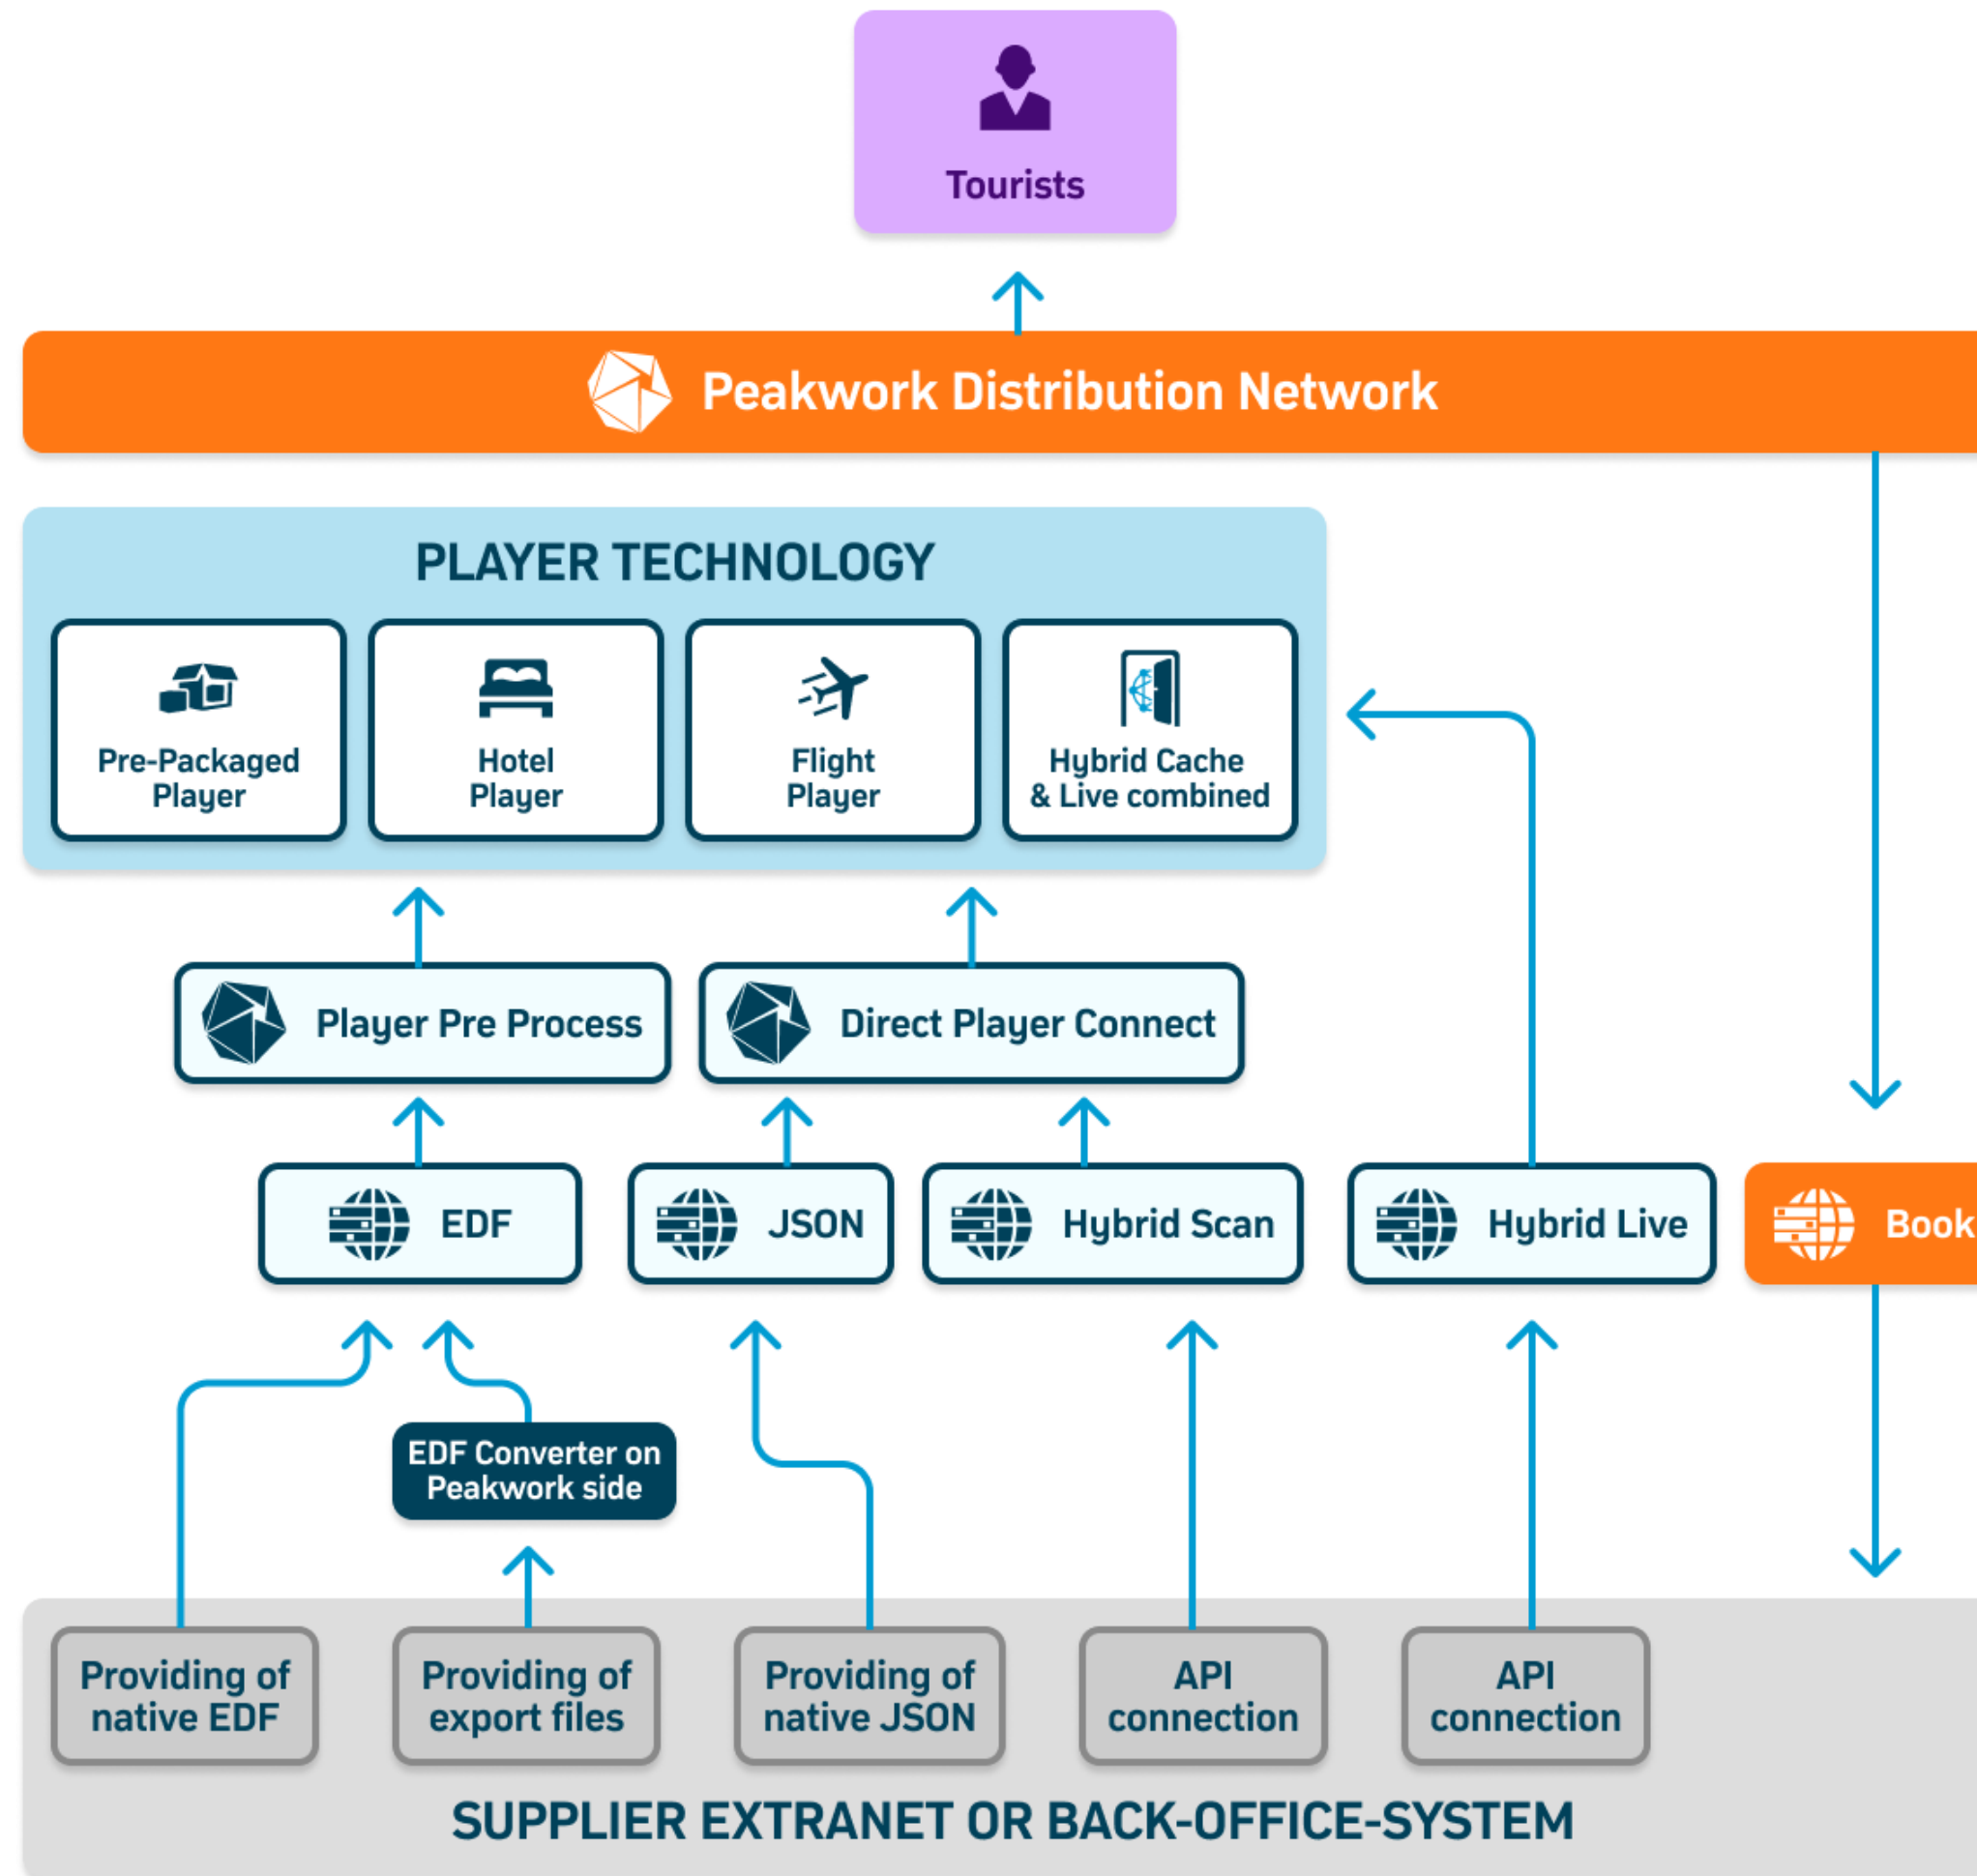 Tourists
Peakwork Distribution Network
PLAYER TECHNOLOGY
Pre-Packaged
Player
Hotel
Player
Flight
Player
Hybrid Cache
& Live combined
Player Pre Process
Direct Player Connect
EDF
JSON
Hybrid Scan
Hybrid Live
Book
EDF Converter on
Peakwork side
Providing of
native EDF
Providing of
export files
Providing of
native JSON
API
connection
API
connection
SUPPLIER EXTRANET OR BACK-OFFICE-SYSTEM